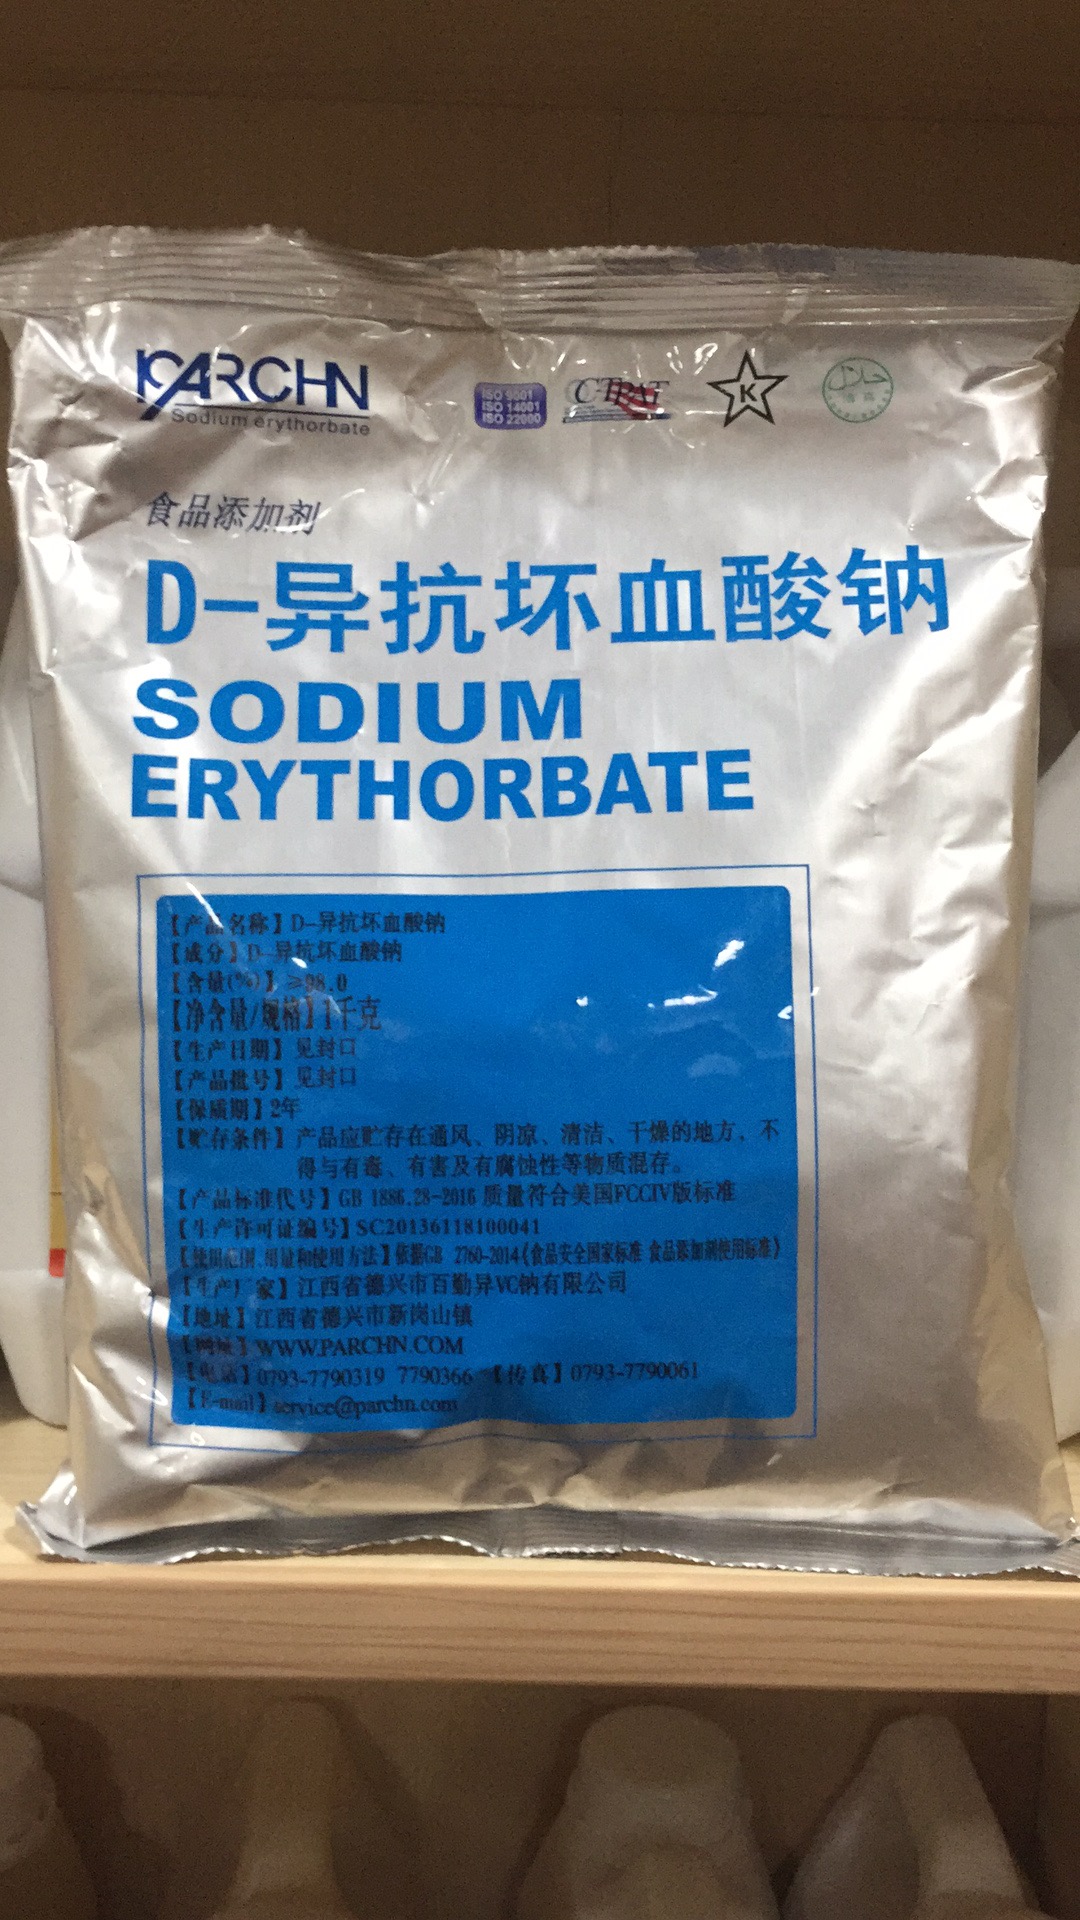 PARCHN
Sodium erythorbate
ISO 9001
ISO 14001
ISO 22000
C-TPAT
K
حلال
食品添加剂
D-异抗坏血酸钠
SODIUM
ERYTHORBATE
【产品名称】D-异抗坏血酸钠
【成分】D-异抗坏血酸钠
【含量(%)】≥98.0
【净含量/规格】1千克
【生产日期】见封口
【产品批号】见封口
【保质期】2年
【贮存条件】产品应贮存在通风、阴凉、清洁、干燥的地方，不
得与有毒、有害及有腐蚀性等物质混存。
【产品标准代号】GB 1886.28-2016 质量符合美国FCCIV版标准
【生产许可证编号】SC20136118100041
【使用范围、用量和使用方法】依据GB 2760-2014《食品安全国家标准 食品添加剂使用标准》
【生产厂家】江西省德兴市百勤异VC钠有限公司
【地址】江西省德兴市新岗山镇
【网址】WWW.PARCHN.COM
【电话】0793-7790319 7790366 【传真】0793-7790061
【E-mail】service@parchn.com